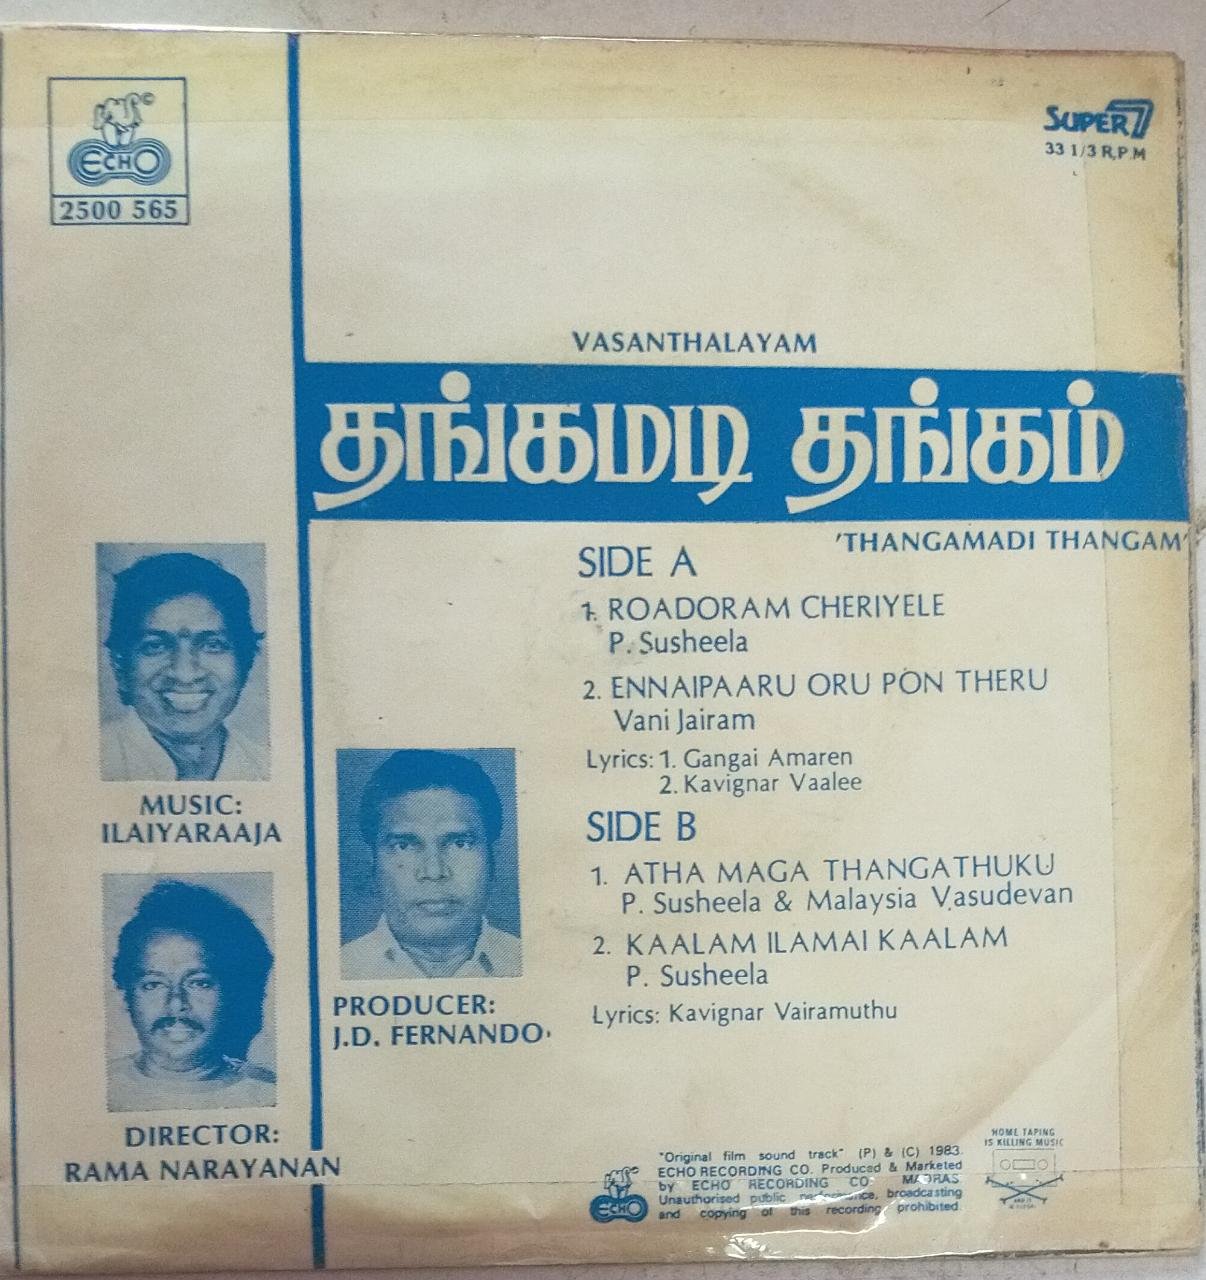 ECHO
2500 565
SUPER 7
33 1/3 R.P.M
VASANTHALAYAM
தங்கமடி தங்கம்
'THANGAMADI THANGAM'
SIDE A
1. ROADORAM CHERIYELE
P. Susheela
2. ENNAIPAARU ORU PON THERU
Vani Jairam
Lyrics: 1. Gangai Amaren
2. Kavignar Vaalee
SIDE B
1. ATHA MAGA THANGATHUKU
P. Susheela & Malaysia Vasudevan
2. KAALAM ILAMAI KAALAM
P. Susheela
Lyrics: Kavignar Vairamuthu
MUSIC:
ILAIYARAAJA
PRODUCER:
J.D. FERNANDO
DIRECTOR:
RAMA NARAYANAN
ECHO
"Original film sound track" (P) & (C) 1983.
ECHO RECORDING CO. Produced & Marketed
by ECHO RECORDING CO MADRAS
Unauthorised public performance, broadcasting
and copying of this recording prohibited.
HOME TAPING
IS KILLING MUSIC